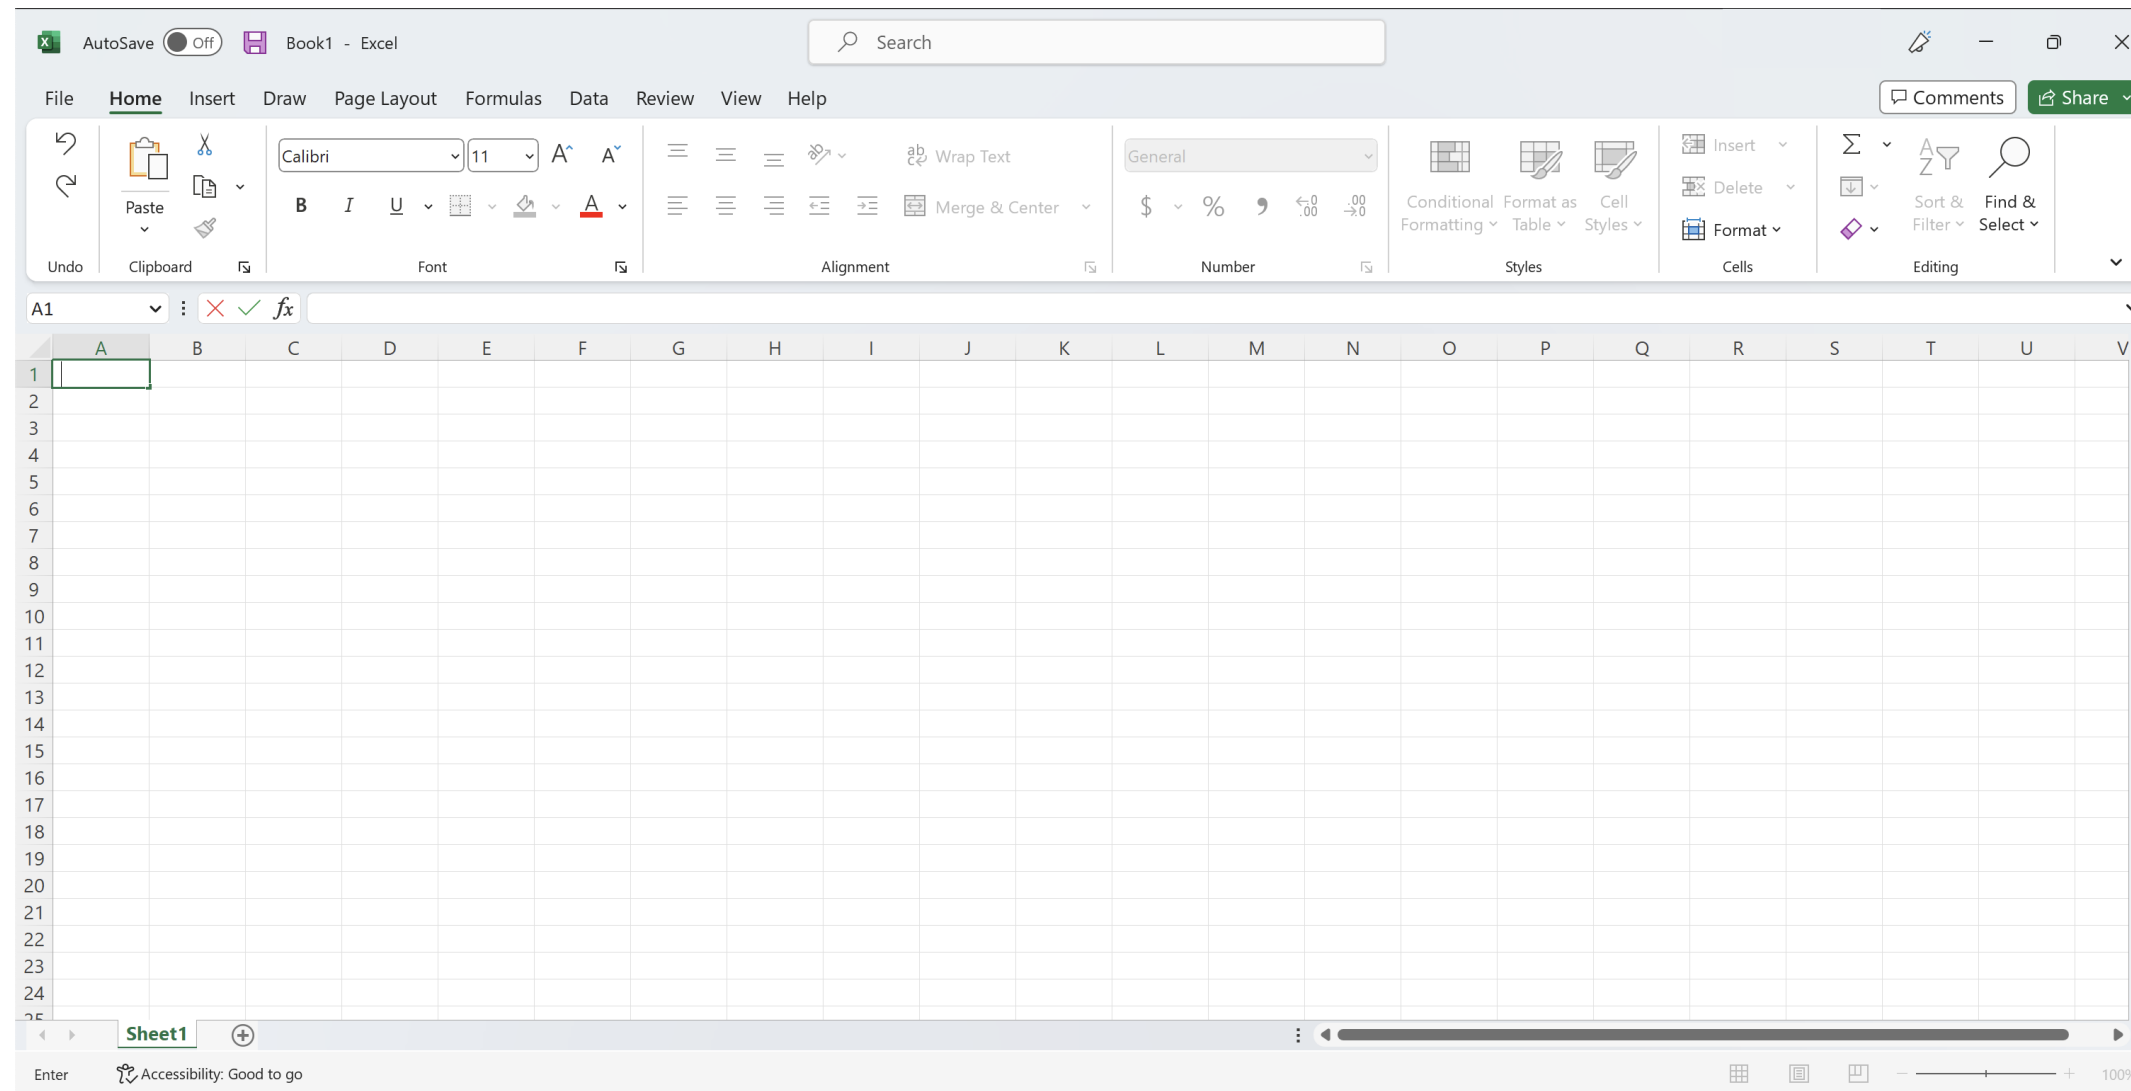 AutoSave Off Book1 - Excel Search
File Home Insert Draw Page Layout Formulas Data Review View Help Comments Share
Calibri 11 ab Wrap Text General Insert Σ
Paste B I U A Merge & Center $ % Conditional Formatting Format as Table Cell Styles Delete Sort & Filter Find & Select
Format
Undo Clipboard Font Alignment Number Styles Cells Editing
A1 fx
A B C D E F G H I J K L M N O P Q R S T U V
1
2
3
4
5
6
7
8
9
10
11
12
13
14
15
16
17
18
19
20
21
22
23
24
25
Sheet1
Enter Accessibility: Good to go 100%